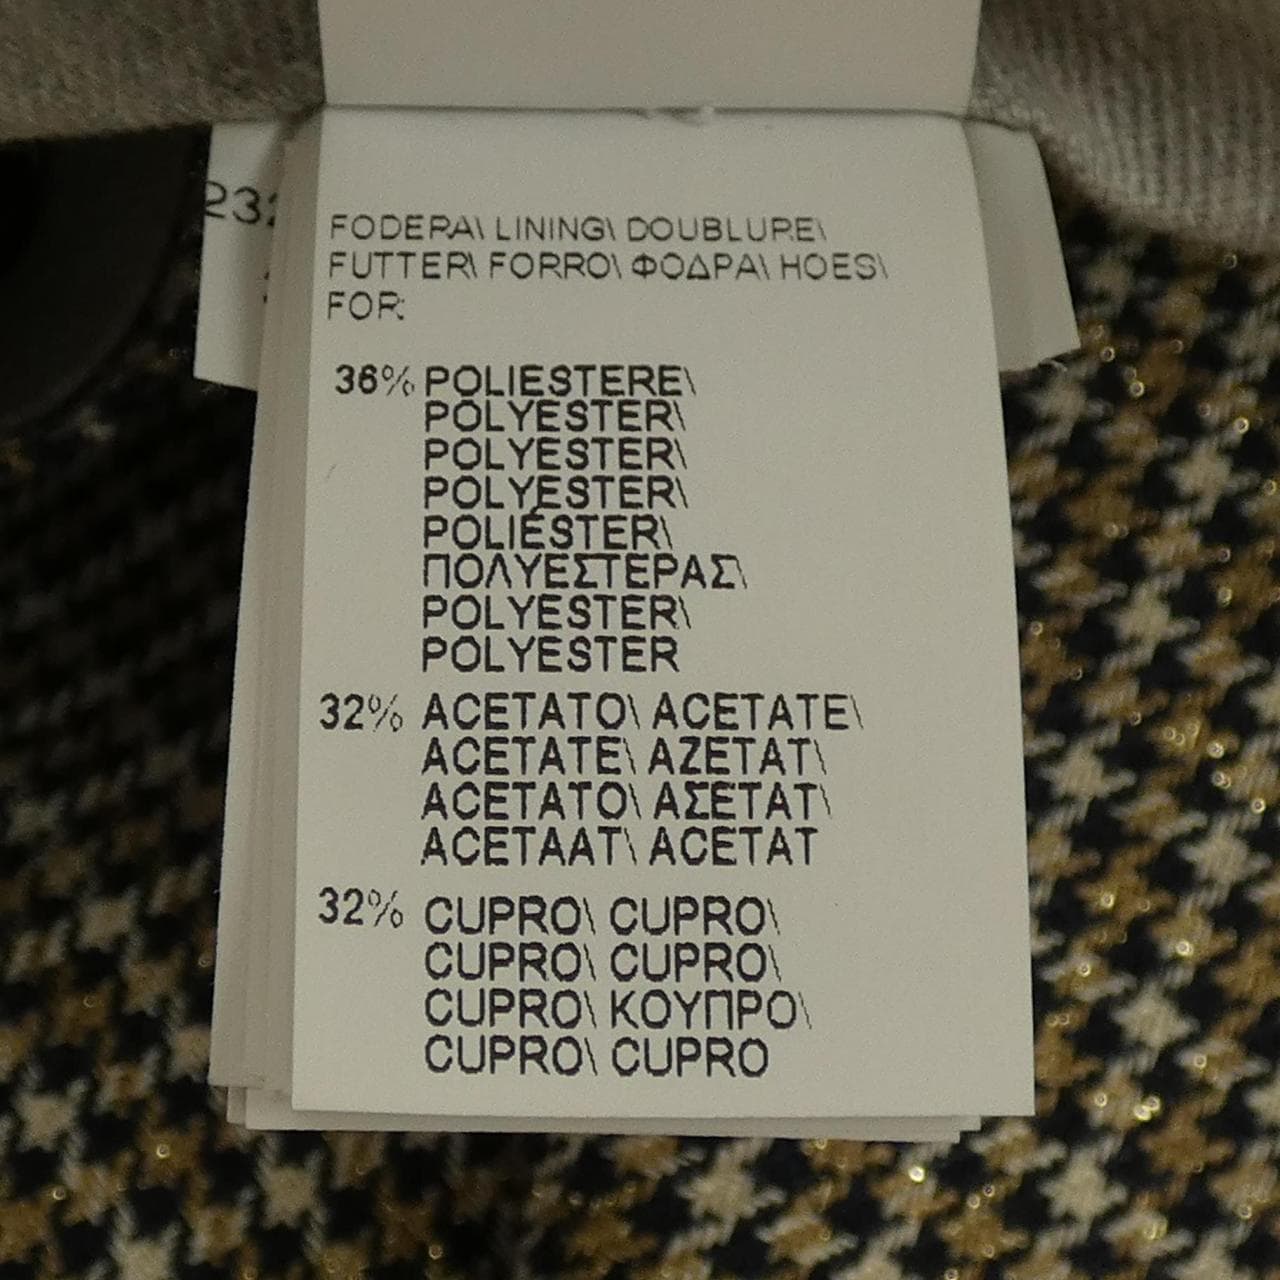 232
FODERA\ LINING\ DOUBLURE\
FUTTER\ FORRO\ ΦΟΔΡΑ\ HOES\
FOR:
36% POLIESTERE\
POLYESTER\
POLYESTER\
POLYESTER\
POLIÉSTER\
ΠΟΛΥΕΣΤΕΡΑΣ\
POLYESTER\
POLYESTER
32% ACETATO\ ACETATE\
ACETATE\ AZETAT\
ACETATO\ ΑΣΕΤΑΤ\
ACETAAT\ ACETAT
32% CUPRO\ CUPRO\
CUPRO\ CUPRO\
CUPRO\ ΚΟΥΠΡΟ\
CUPRO\ CUPRO